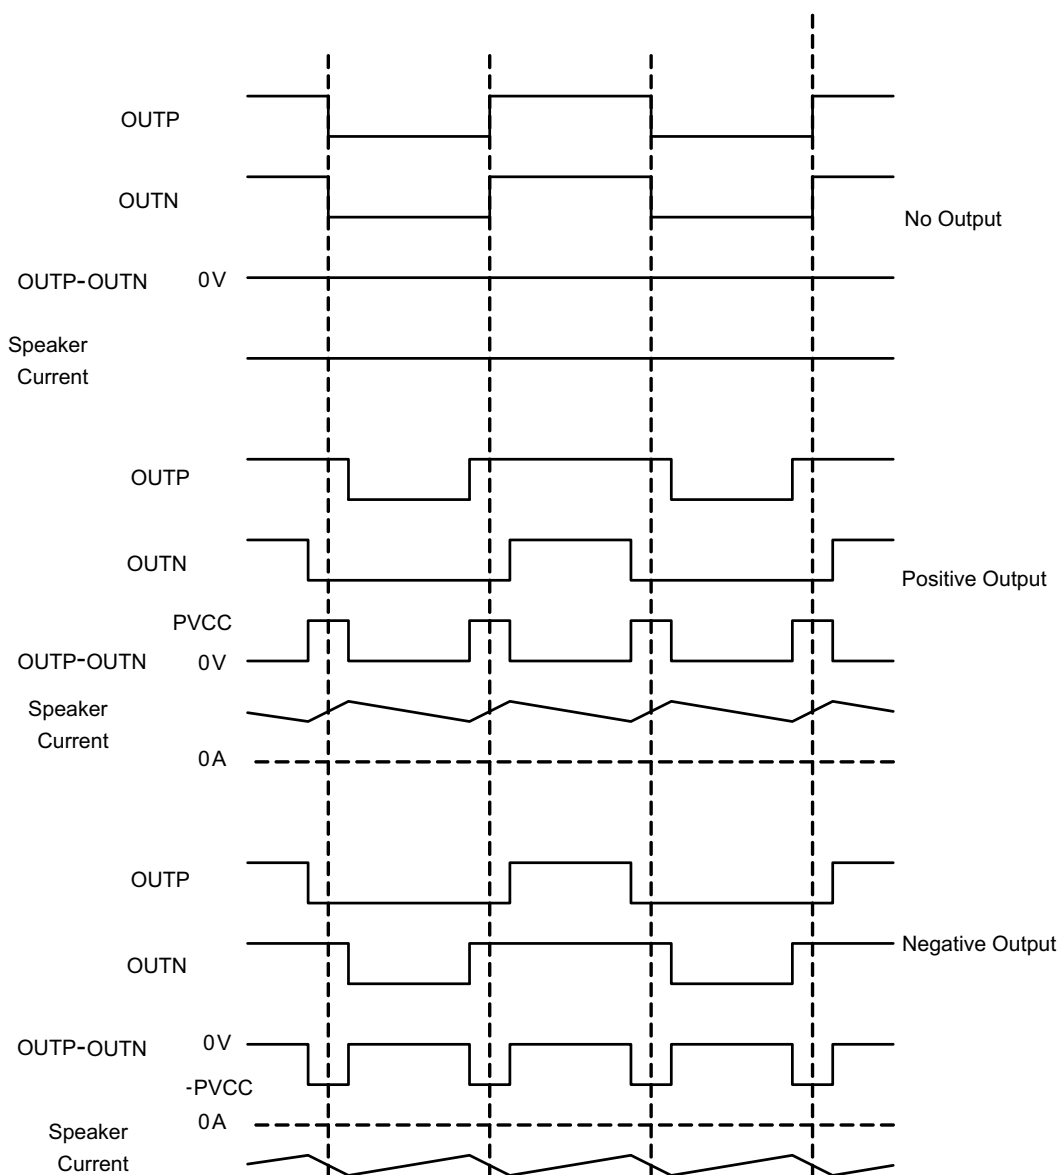 OUTP
OUTN
No Output
OUTP-OUTN 0V
Speaker
Current
OUTP
OUTN
Positive Output
PVCC
OUTP-OUTN 0V
Speaker
Current
0A
OUTP
OUTN
Negative Output
OUTP-OUTN 0V
-PVCC
0A
Speaker
Current